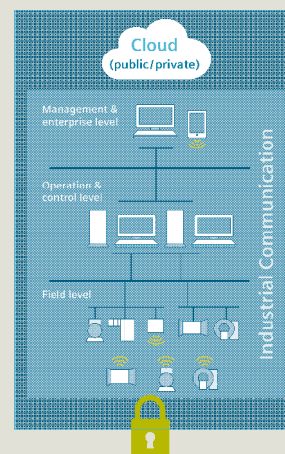 Cloud
(public/private)
Management &
enterprise level
Operation &
control level
Field level
Industrial Communication